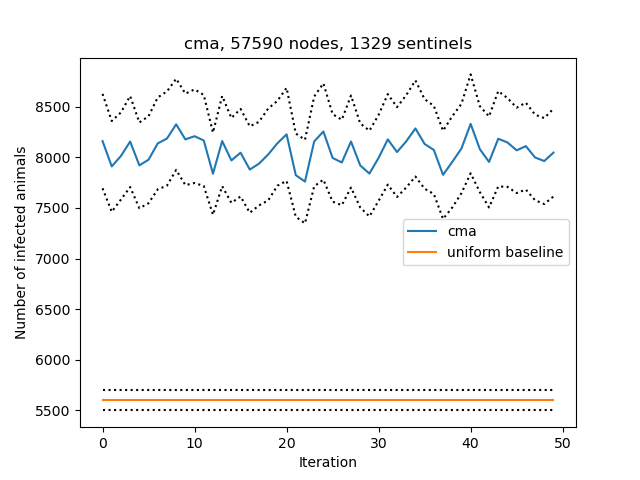 cma, 57590 nodes, 1329 sentinels
Number of infected animals
8500
8000
7500
7000
6500
6000
5500
cma
uniform baseline
0 10 20 30 40 50
Iteration